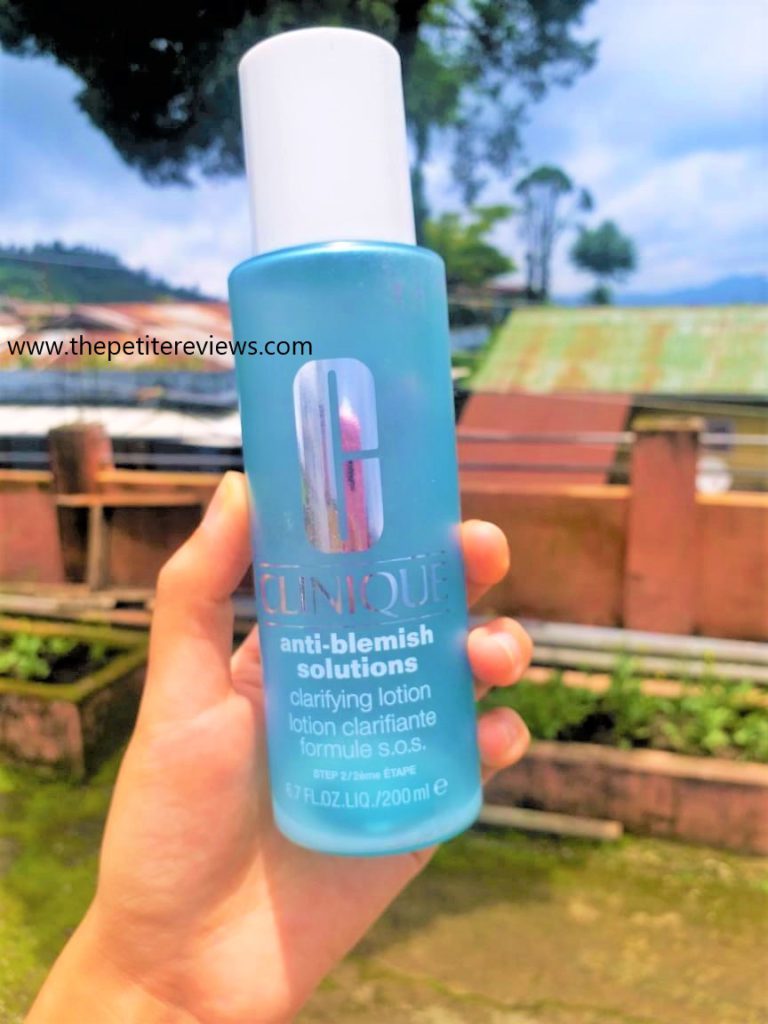 www.thepetitereviews.com
CLINIQUE
anti-blemish
solutions
clarifying lotion
lotion clarifiante
formule s.o.s.
STEP 2/2ème ÉTAPE
6.7 FL.OZ.LIQ./200 ml ℮